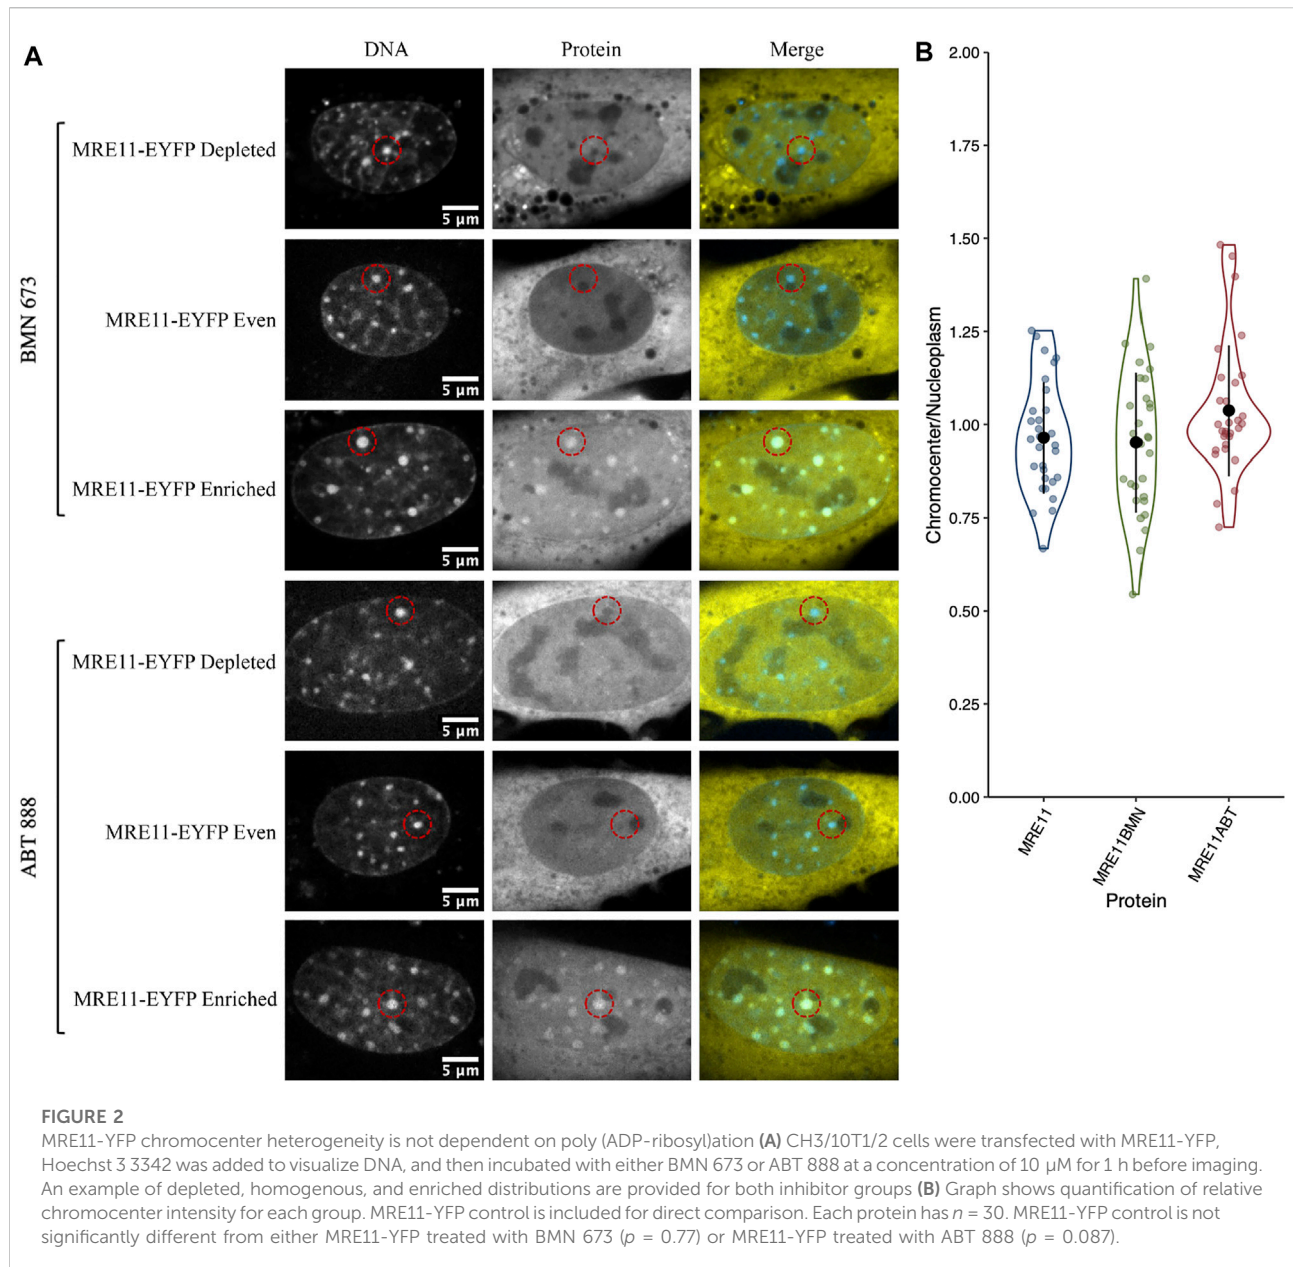 A
DNA
Protein
Merge
BMN 673
MRE11-EYFP Depleted
5 µm
MRE11-EYFP Even
5 µm
MRE11-EYFP Enriched
5 µm
ABT 888
MRE11-EYFP Depleted
5 µm
MRE11-EYFP Even
5 µm
MRE11-EYFP Enriched
5 µm
B
Chromocenter/Nucleoplasm
2.00
1.75
1.50
1.25
1.00
0.75
0.50
0.25
0.00
MRE11
MRE11BMN
MRE11ABT
Protein
FIGURE 2
MRE11-YFP chromocenter heterogeneity is not dependent on poly (ADP-ribosyl)ation (A) CH3/10T1/2 cells were transfected with MRE11-YFP,
Hoechst 3 3342 was added to visualize DNA, and then incubated with either BMN 673 or ABT 888 at a concentration of 10 µM for 1 h before imaging.
An example of depleted, homogenous, and enriched distributions are provided for both inhibitor groups (B) Graph shows quantification of relative
chromocenter intensity for each group. MRE11-YFP control is included for direct comparison. Each protein has n = 30. MRE11-YFP control is not
significantly different from either MRE11-YFP treated with BMN 673 (p = 0.77) or MRE11-YFP treated with ABT 888 (p = 0.087).